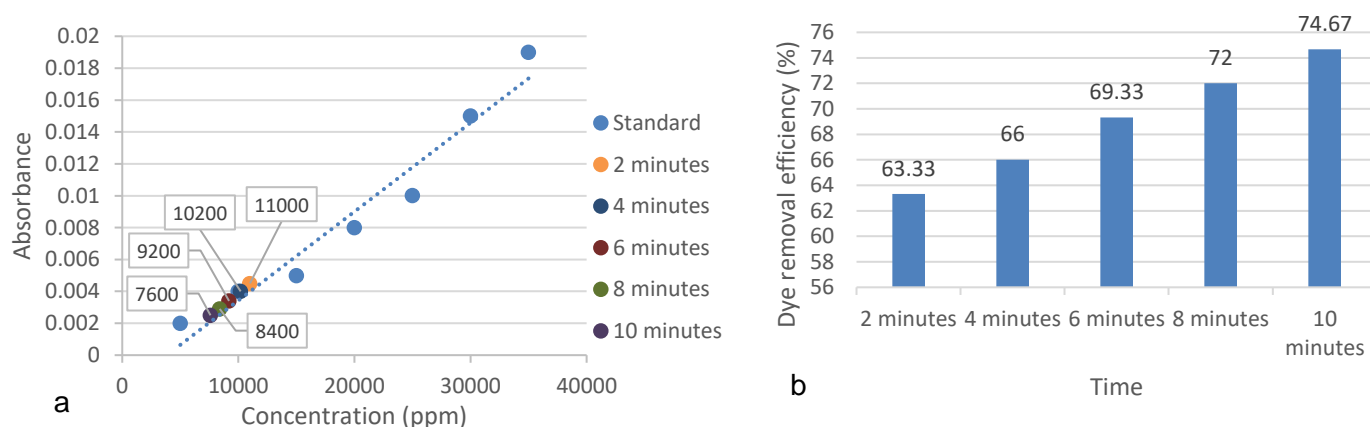 0.02
0.018
0.016
0.014
0.012
0.01
0.008
0.006
0.004
0.002
0
Absorbance
10200
11000
9200
7600
8400
0 10000 20000 30000 40000
Concentration (ppm)
Standard
2 minutes
4 minutes
6 minutes
8 minutes
10 minutes
a
76
74
72
70
68
66
64
62
60
58
56
Dye removal efficiency (%)
63.33
66
69.33
72
74.67
2 minutes 4 minutes 6 minutes 8 minutes 10
minutes
Time
b